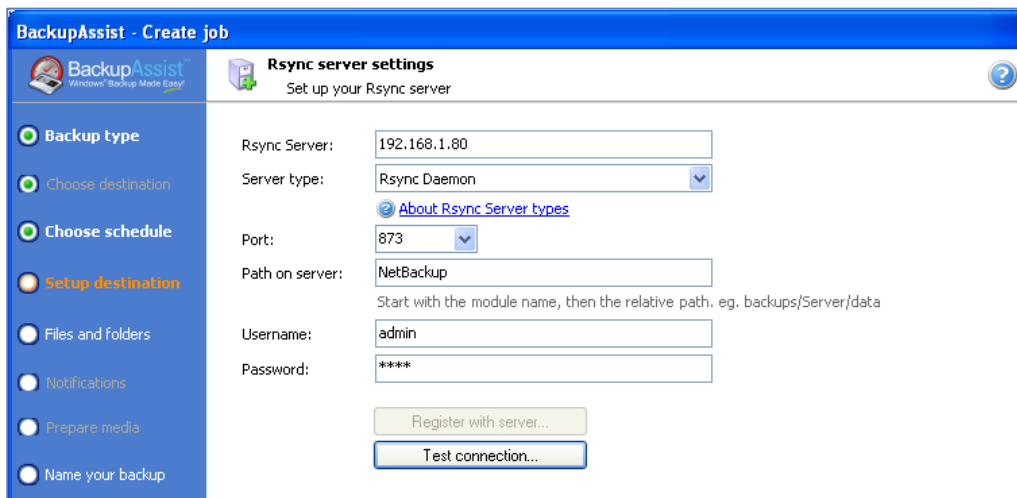 BackupAssist - Create job
BackupAssist™
Windows® Backup Made Easy!
Rsync server settings
Set up your Rsync server
Backup type
Choose destination
Choose schedule
Setup destination
Files and folders
Notifications
Prepare media
Name your backup
Rsync Server: 192.168.1.80
Server type: Rsync Daemon
About Rsync Server types
Port: 873
Path on server: NetBackup
Start with the module name, then the relative path. eg. backups/Server/data
Username: admin
Password: ****
Register with server...
Test connection...